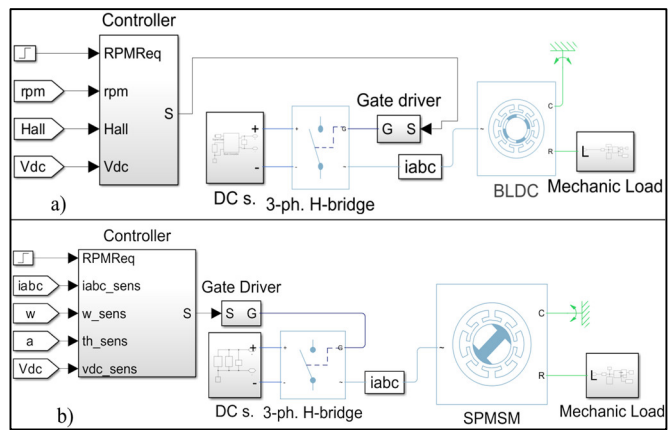 Controller
RPMReq
rpm
rpm
Hall
Hall
Vdc
Vdc
S
Gate driver
G S
+
-
+
-
G
~
iabc
~
C
R
L
DC s.
3-ph. H-bridge
BLDC
Mechanic Load
a)
Controller
RPMReq
iabc
iabc_sens
w
w_sens
a
th_sens
Vdc
vdc_sens
S
Gate Driver
S G
+
-
+
-
G
~
iabc
~
C
R
L
DC s.
3-ph. H-bridge
SPMSM
Mechanic Load
b)